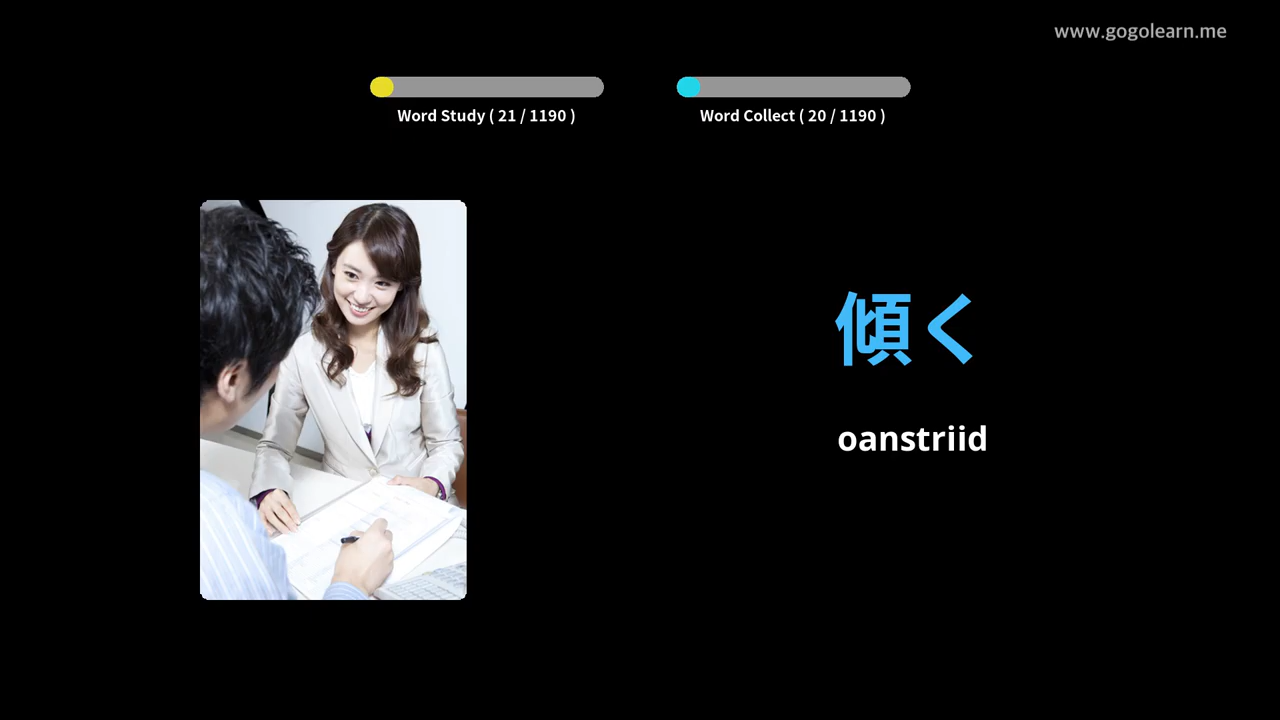 www.gogolearn.me
Word Study ( 21 / 1190 )
Word Collect ( 20 / 1190 )
傾く
oanstriid